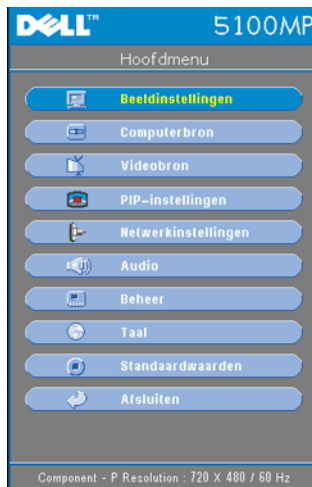 DELL™ 5100MP
Hoofdmenu
Beeldinstellingen
Computerbron
Videobron
PIP-instellingen
Netwerkinstellingen
Audio
Beheer
Taal
Standaardwaarden
Afsluiten
Component - P Resolution : 720 X 480 / 60 Hz